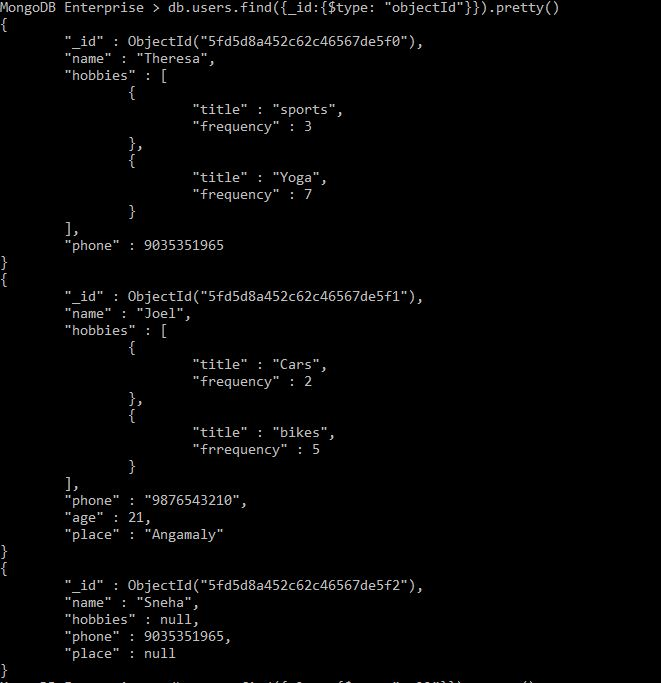 MongoDB Enterprise > db.users.find({_id:{$type: "objectId"}}).pretty()
{
        "_id" : ObjectId("5fd5d8a452c62c46567de5f0"),
        "name" : "Theresa",
        "hobbies" : [
                {
                        "title" : "sports",
                        "frequency" : 3
                },
                {
                        "title" : "Yoga",
                        "frequency" : 7
                }
        ],
        "phone" : 9035351965
}
{
        "_id" : ObjectId("5fd5d8a452c62c46567de5f1"),
        "name" : "Joel",
        "hobbies" : [
                {
                        "title" : "Cars",
                        "frequency" : 2
                },
                {
                        "title" : "bikes",
                        "frrequency" : 5
                }
        ],
        "phone" : "9876543210",
        "age" : 21,
        "place" : "Angamaly"
}
{
        "_id" : ObjectId("5fd5d8a452c62c46567de5f2"),
        "name" : "Sneha",
        "hobbies" : null,
        "phone" : 9035351965,
        "place" : null
}